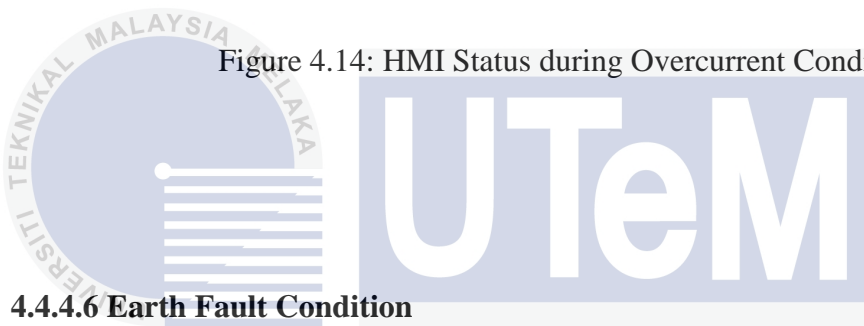 Figure 4.14: HMI Status during Overcurrent Cond
UNIVERSITI TEKNIKAL MALAYSIA MELAKA
UTeM
4.4.4.6 Earth Fault Condition